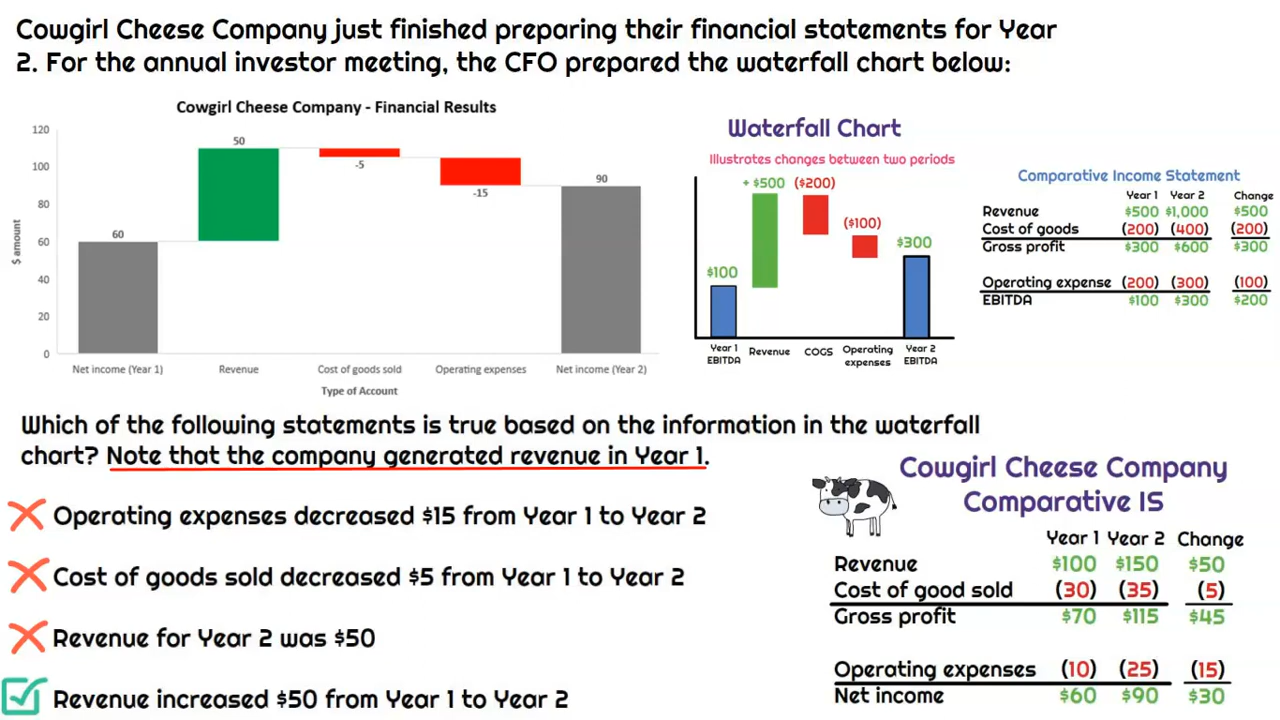 Cowgirl Cheese Company just finished preparing their financial statements for Year
2. For the annual investor meeting, the CFO prepared the waterfall chart below:
Cowgirl Cheese Company - Financial Results
120
100
80
60
40
20
0
$ amount
60
50
-5
-15
90
Net income (Year 1)
Revenue
Cost of goods sold
Operating expenses
Net income (Year 2)
Type of Account
Waterfall Chart
Illustrates changes between two periods
+ $500
($200)
($100)
$300
$100
Year 1
EBITDA
Revenue
COGS
Operating
expenses
Year 2
EBITDA
Comparative Income Statement
Year 1 Year 2 Change
Revenue $500 $1,000 $500
Cost of goods (200) (400) (200)
Gross profit $300 $600 $300
Operating expense (200) (300) (100)
EBITDA $100 $300 $200
Which of the following statements is true based on the information in the waterfall
chart? Note that the company generated revenue in Year 1.
Operating expenses decreased $15 from Year 1 to Year 2
Cost of goods sold decreased $5 from Year 1 to Year 2
Revenue for Year 2 was $50
Revenue increased $50 from Year 1 to Year 2
Cowgirl Cheese Company
Comparative IS
Year 1 Year 2 Change
Revenue $100 $150 $50
Cost of good sold (30) (35) (5)
Gross profit $70 $115 $45
Operating expenses (10) (25) (15)
Net income $60 $90 $30